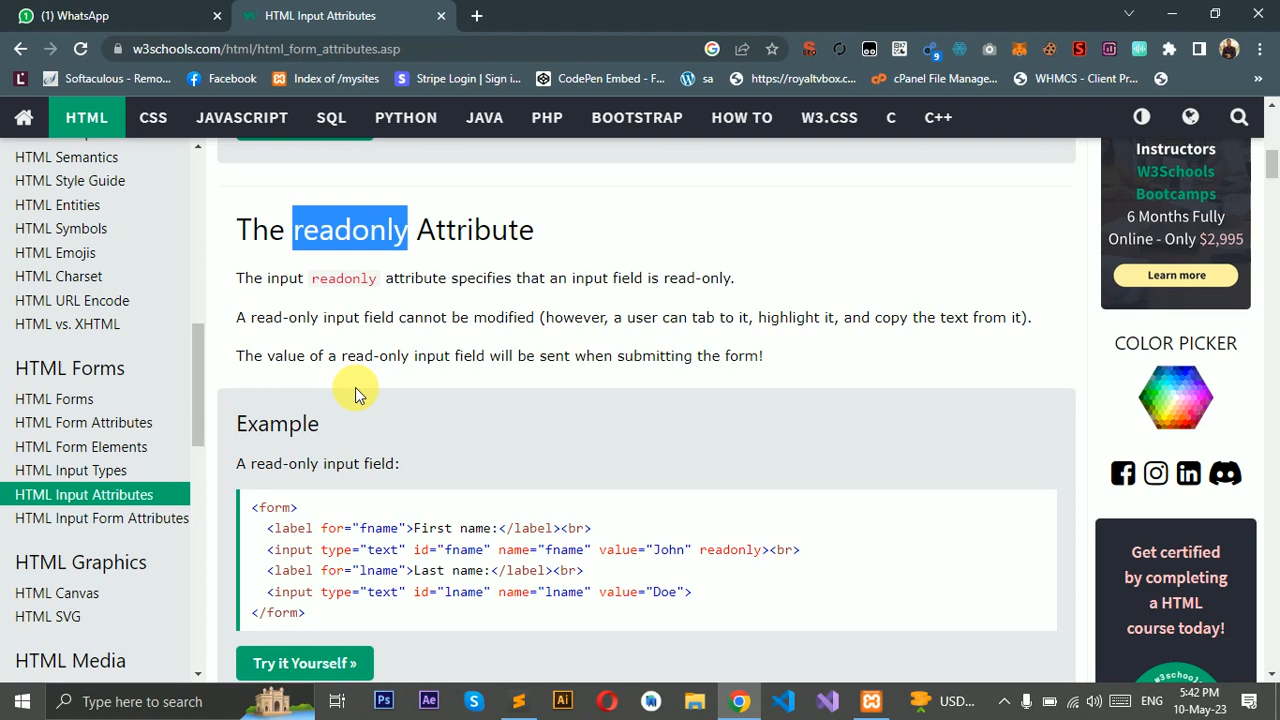 (1) WhatsApp
HTML Input Attributes
w3schools.com/html/html_form_attributes.asp
9
Softaculous - Remo...
Facebook
Index of /mysites
Stripe Login | Sign i...
CodePen Embed - F...
sa
https://royaltvbox.c...
cPanel File Manage...
WHMCS - Client Pr...
HTML
CSS
JAVASCRIPT
SQL
PYTHON
JAVA
PHP
BOOTSTRAP
HOW TO
W3.CSS
C
C++
HTML Semantics
HTML Style Guide
HTML Entities
HTML Symbols
HTML Emojis
HTML Charset
HTML URL Encode
HTML vs. XHTML
HTML Forms
HTML Forms
HTML Form Attributes
HTML Form Elements
HTML Input Types
HTML Input Attributes
HTML Input Form Attributes
HTML Graphics
HTML Canvas
HTML SVG
HTML Media
The readonly Attribute
The input readonly attribute specifies that an input field is read-only.
A read-only input field cannot be modified (however, a user can tab to it, highlight it, and copy the text from it).
The value of a read-only input field will be sent when submitting the form!
Example
A read-only input field:
<form>
<label for="fname">First name:</label><br>
<input type="text" id="fname" name="fname" value="John" readonly><br>
<label for="lname">Last name:</label><br>
<input type="text" id="lname" name="lname" value="Doe">
</form>
Try it Yourself »
Instructors
W3Schools
Bootcamps
6 Months Fully
Online - Only $2,995
Learn more
COLOR PICKER
Get certified
by completing
a HTML
course today!
Type here to search
Ps
Ae
Ai
USD...
ENG
5:42 PM
10-May-23